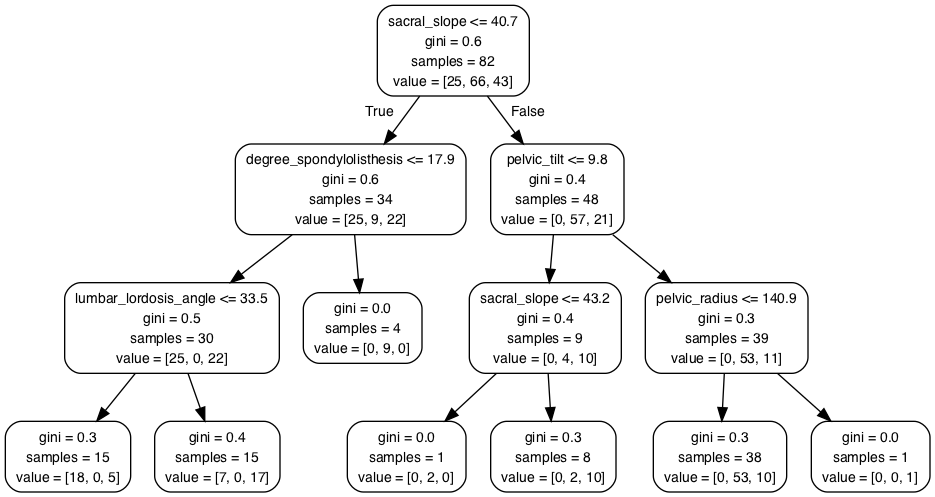 sacral_slope <= 40.7
gini = 0.6
samples = 82
value = [25, 66, 43]
True
False
degree_spondylolisthesis <= 17.9
gini = 0.6
samples = 34
value = [25, 9, 22]
pelvic_tilt <= 9.8
gini = 0.4
samples = 48
value = [0, 57, 21]
lumbar_lordosis_angle <= 33.5
gini = 0.5
samples = 30
value = [25, 0, 22]
gini = 0.0
samples = 4
value = [0, 9, 0]
sacral_slope <= 43.2
gini = 0.4
samples = 9
value = [0, 4, 10]
pelvic_radius <= 140.9
gini = 0.3
samples = 39
value = [0, 53, 11]
gini = 0.3
samples = 15
value = [18, 0, 5]
gini = 0.4
samples = 15
value = [7, 0, 17]
gini = 0.0
samples = 1
value = [0, 2, 0]
gini = 0.3
samples = 8
value = [0, 2, 10]
gini = 0.3
samples = 38
value = [0, 53, 10]
gini = 0.0
samples = 1
value = [0, 0, 1]